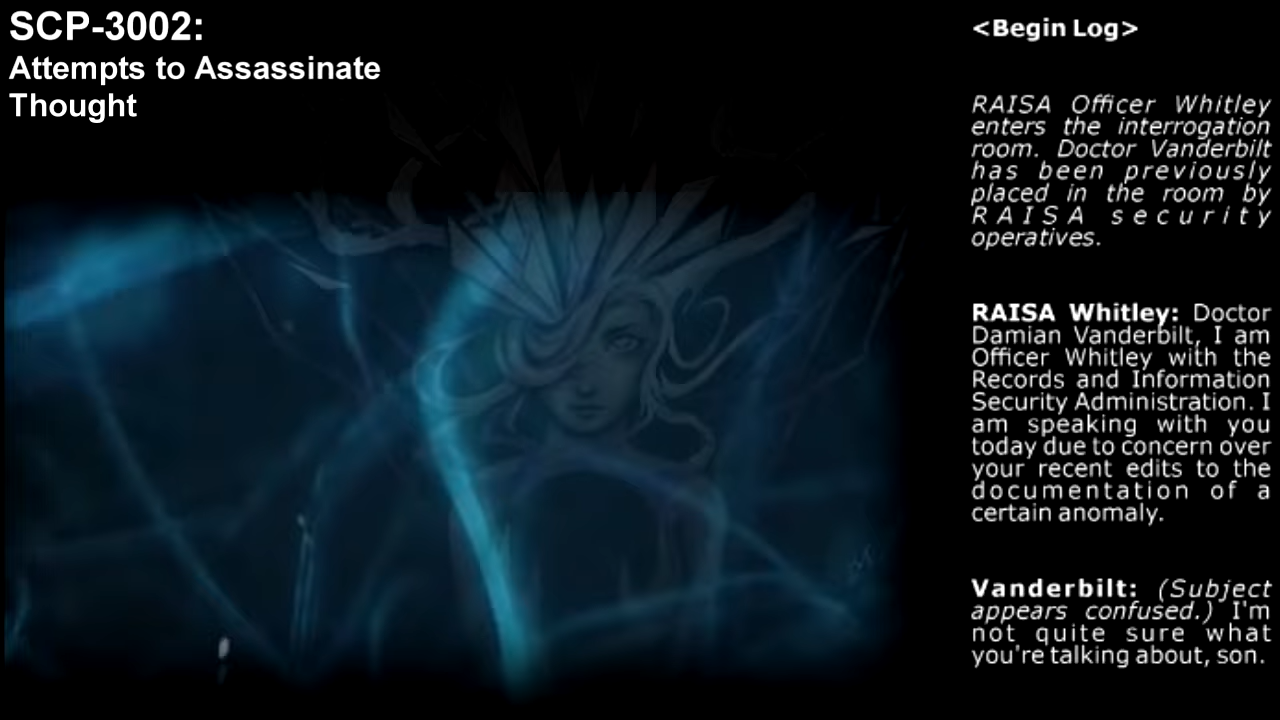 SCP-3002:
Attempts to Assassinate
Thought
<Begin Log>
RAISA Officer Whitley
enters the interrogation
room. Doctor Vanderbilt
has been previously
placed in the room by
RAISA security
operatives.
RAISA Whitley: Doctor
Damian Vanderbilt, I am
Officer Whitley with the
Records and Information
Security Administration. I
am speaking with you
today due to concern over
your recent edits to the
documentation of a
certain anomaly.
Vanderbilt: (Subject
appears confused.) I'm
not quite sure what
you're talking about, son.